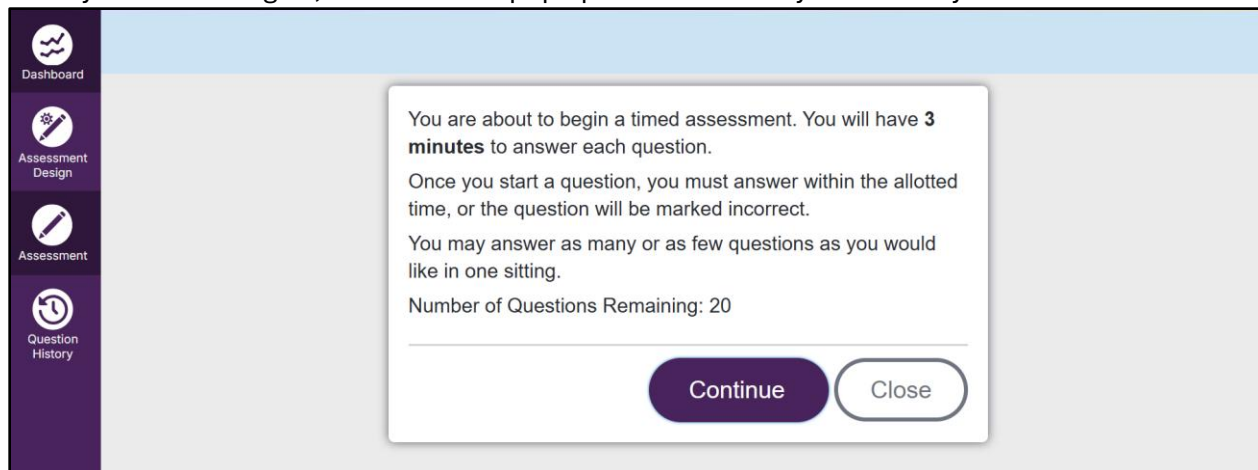 Dashboard
Assessment
Design
Assessment
Question
History
You are about to begin a timed assessment. You will have 3
minutes to answer each question.
Once you start a question, you must answer within the allotted
time, or the question will be marked incorrect.
You may answer as many or as few questions as you would
like in one sitting.
Number of Questions Remaining: 20
Continue
Close